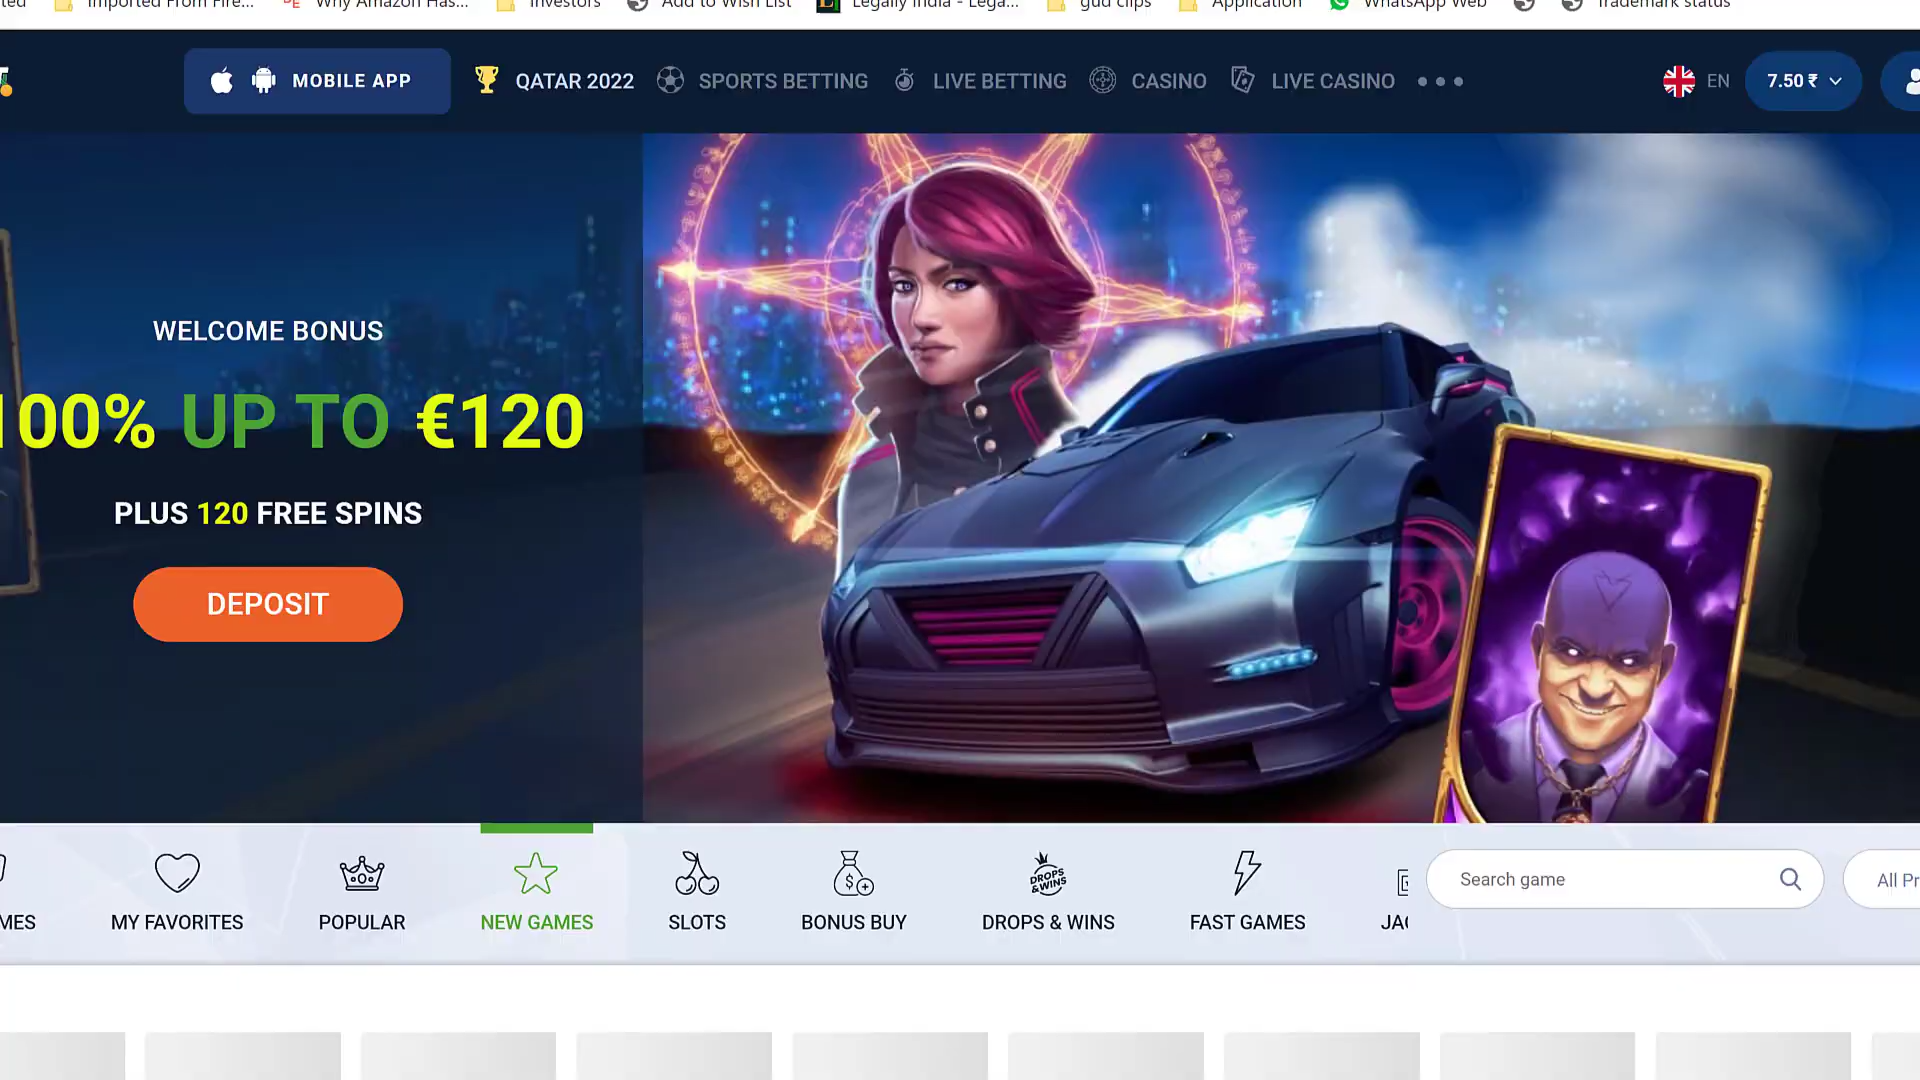 Imported From Fire...
Why Amazon Has...
Investors
Add to Wish List
Legally India - Lega...
gud clips
Application
WhatsApp Web
Trademark status
MOBILE APP
QATAR 2022
SPORTS BETTING
LIVE BETTING
CASINO
LIVE CASINO
EN
7.50 ₹
WELCOME BONUS
100% UP TO €120
PLUS 120 FREE SPINS
DEPOSIT
MY FAVORITES
POPULAR
NEW GAMES
SLOTS
BONUS BUY
DROPS & WINS
DROPS & WINS
FAST GAMES
Search game
All